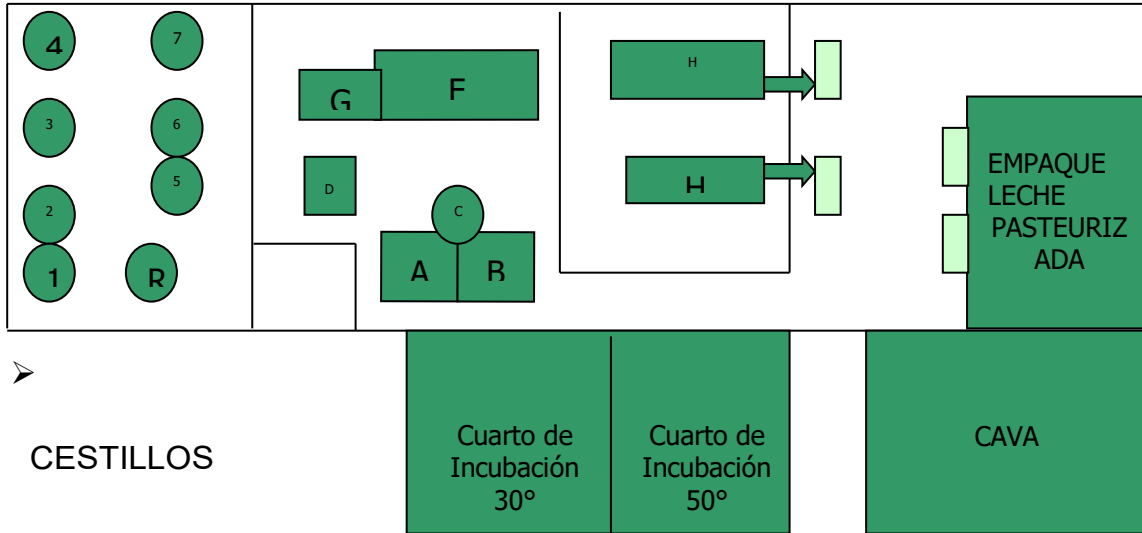 4
7
H
G
F
3
6
EMPAQUE
LECHE
PASTEURIZ
ADA
5
D
H
2
C
1
R
A
B
➢
CESTILLOS
Cuarto de
Incubación
30°
Cuarto de
Incubación
50°
CAVA